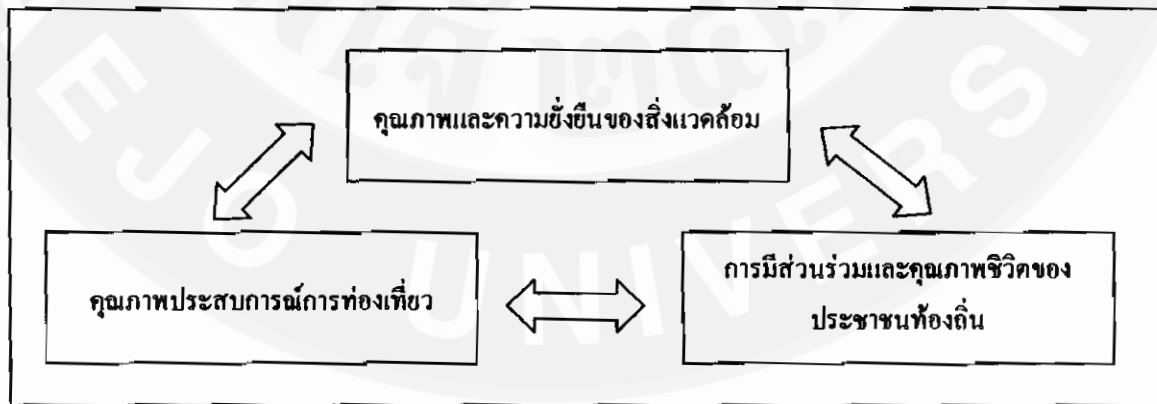 คุณภาพและความยั่งยืนของสิ่งแวดล้อม
คุณภาพประสบการณ์การท่องเที่ยว
การมีส่วนร่วมและคุณภาพชีวิตของ
ประชาชนท้องถิ่น
EJO UNIVERSI